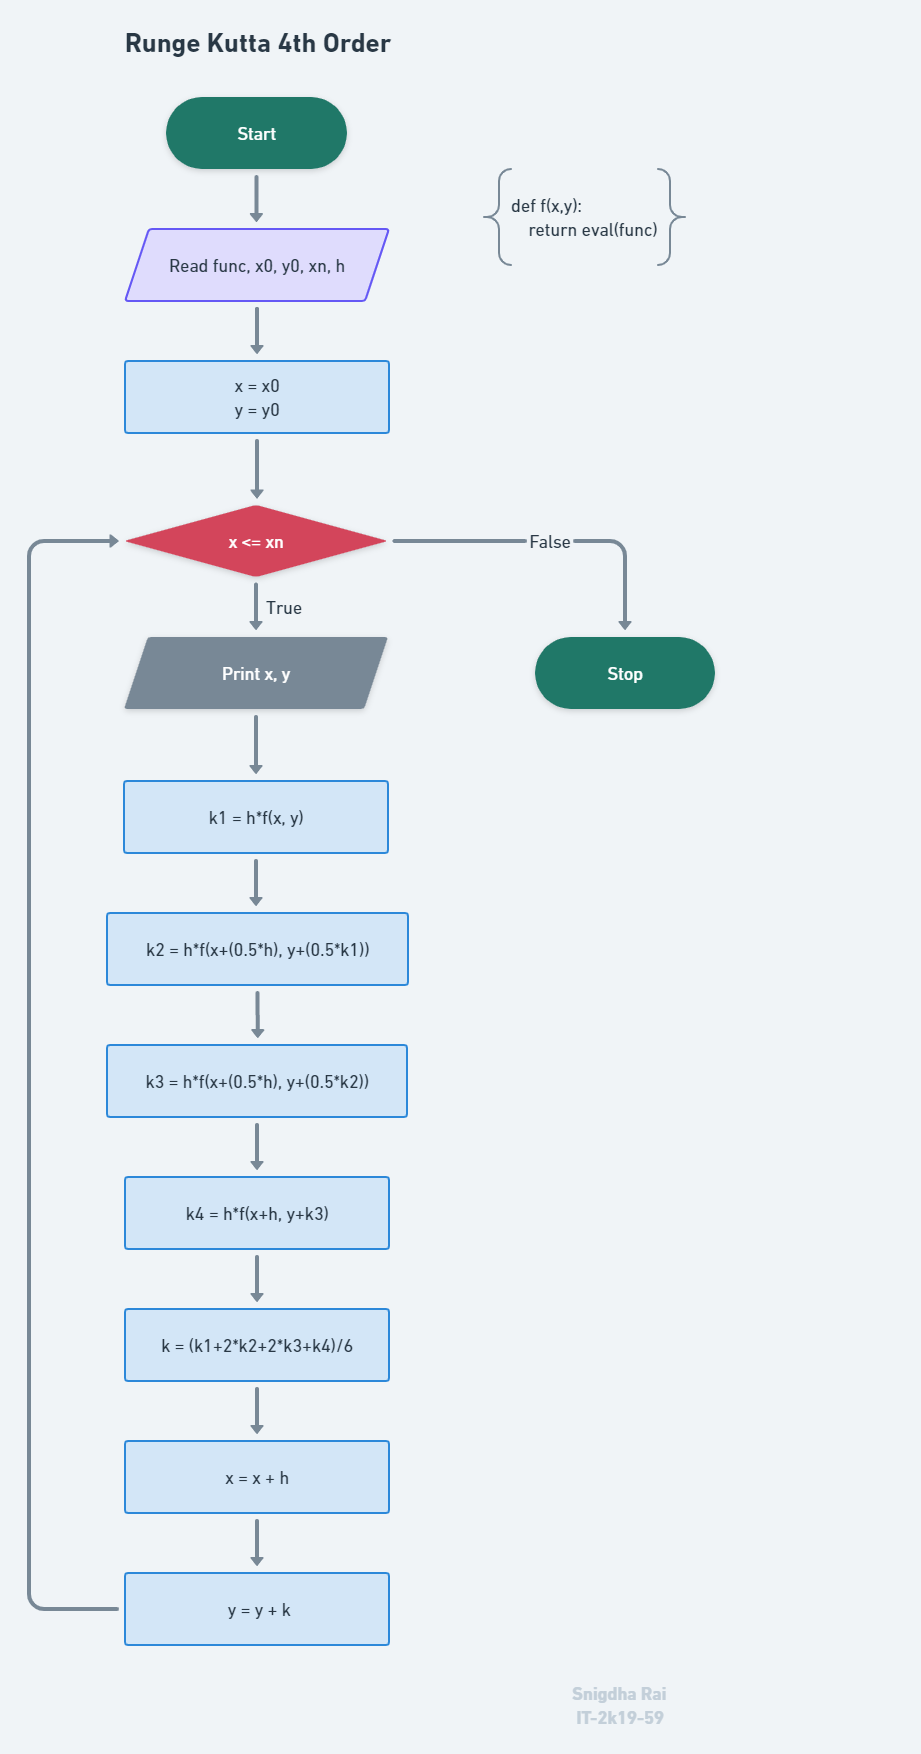 Runge Kutta 4th Order
Start
def f(x,y):
return eval(func)
Read func, x0, y0, xn, h
x = x0
y = y0
x <= xn
False
True
Print x, y
Stop
k1 = h*f(x, y)
k2 = h*f(x+(0.5*h), y+(0.5*k1))
k3 = h*f(x+(0.5*h), y+(0.5*k2))
k4 = h*f(x+h, y+k3)
k = (k1+2*k2+2*k3+k4)/6
x = x + h
y = y + k
Snigdha Rai
IT-2k19-59